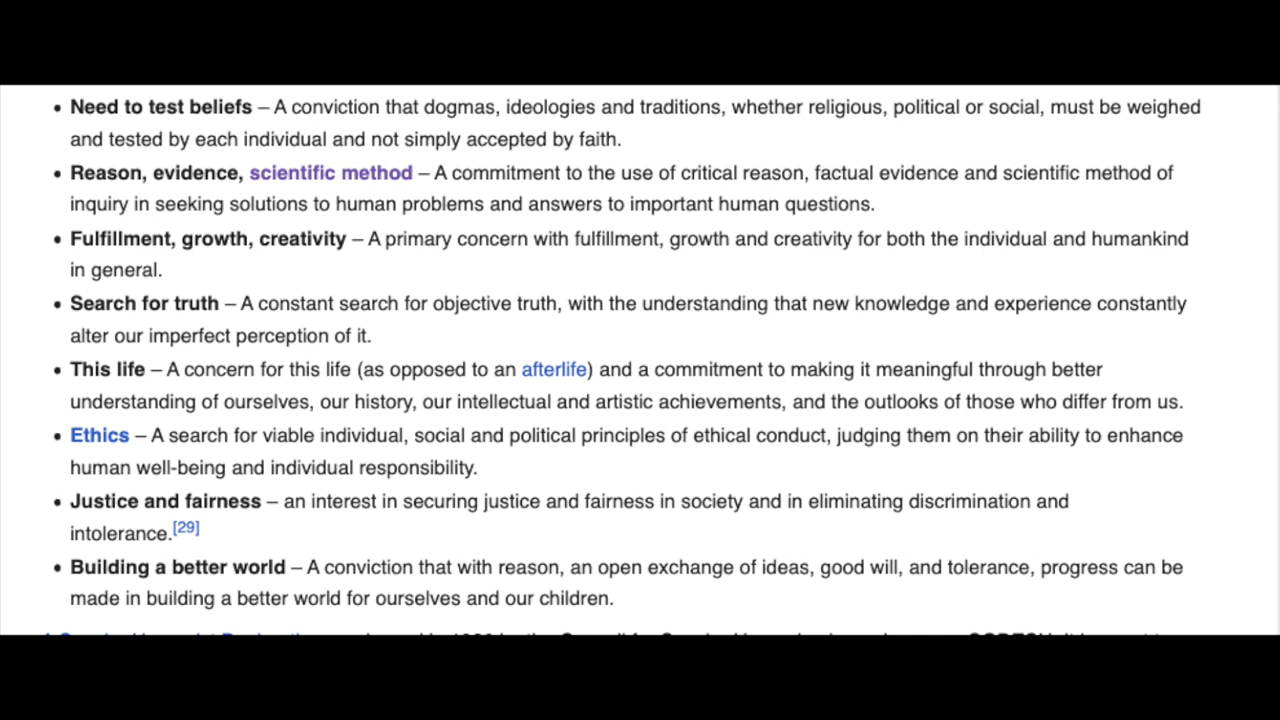 • Need to test beliefs – A conviction that dogmas, ideologies and traditions, whether religious, political or social, must be weighed
and tested by each individual and not simply accepted by faith.
• Reason, evidence, scientific method – A commitment to the use of critical reason, factual evidence and scientific method of
inquiry in seeking solutions to human problems and answers to important human questions.
• Fulfillment, growth, creativity – A primary concern with fulfillment, growth and creativity for both the individual and humankind
in general.
• Search for truth – A constant search for objective truth, with the understanding that new knowledge and experience constantly
alter our imperfect perception of it.
• This life – A concern for this life (as opposed to an afterlife) and a commitment to making it meaningful through better
understanding of ourselves, our history, our intellectual and artistic achievements, and the outlooks of those who differ from us.
• Ethics – A search for viable individual, social and political principles of ethical conduct, judging them on their ability to enhance
human well-being and individual responsibility.
• Justice and fairness – an interest in securing justice and fairness in society and in eliminating discrimination and
intolerance.[29]
• Building a better world – A conviction that with reason, an open exchange of ideas, good will, and tolerance, progress can be
made in building a better world for ourselves and our children.